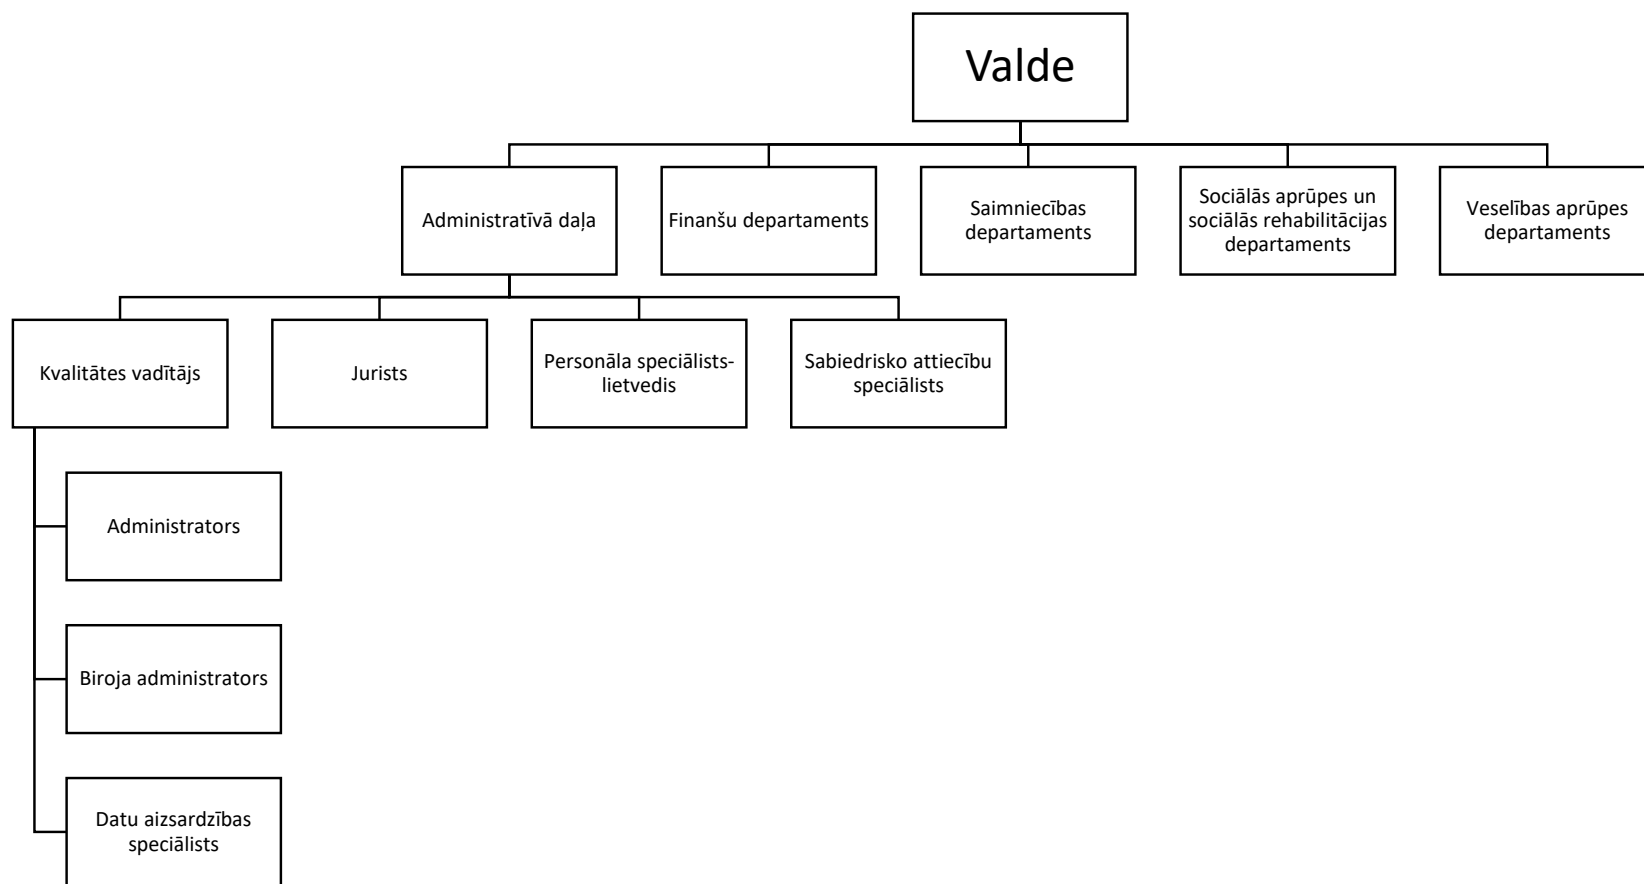 Valde
Administratīvā daļa
Finanšu departaments
Saimniecības
departaments
Sociālās aprūpes un
sociālās rehabilitācijas
departaments
Veselības aprūpes
departaments
Kvalitātes vadītājs
Jurists
Personāla speciālists-
lietvedis
Sabiedrisko attiecību
speciālists
Administrators
Biroja administrators
Datu aizsardzības
speciālists